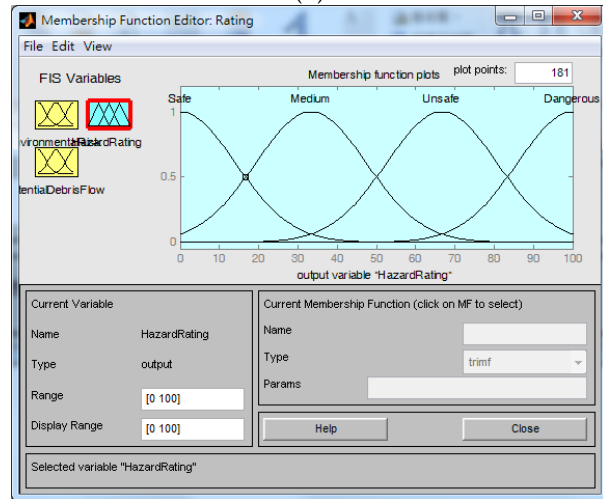 Membership Function Editor: Rating
File Edit View
FIS Variables
Membership function plots
plot points:
181
Safe
Medium
Unsafe
Dangerous
HazardRating
tentialDebrisFlow
1
0.5
0
0 10 20 30 40 50 60 70 80 90 100
output variable "HazardRating"
Current Variable
Name HazardRating
Type output
Range [0 100]
Display Range [0 100]
Current Membership Function (click on MF to select)
Name
Type trimf
Params
Help
Close
Selected variable "HazardRating"